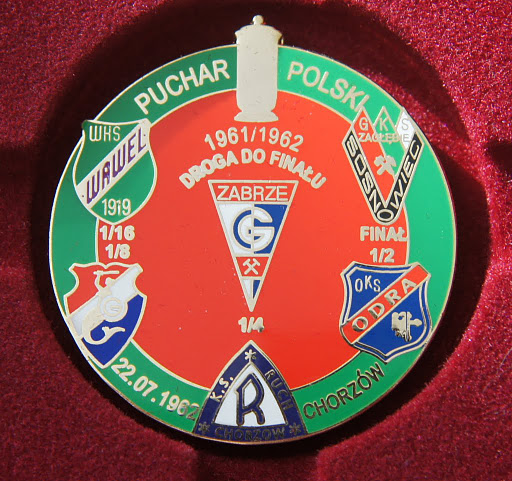 PUCHAR POLSKI
1961/1962
DROGA DO FINAŁU
WKS
WAWEL
1919
1/16
1/8
ZABRZE
G
GKS
ZAGŁĘBIE
SOSNOWIEC
FINAŁ
1/2
OKS
ODRA
1/4
K.S. RUCH
R
CHORZÓW
22.07.1962
CHORZÓW